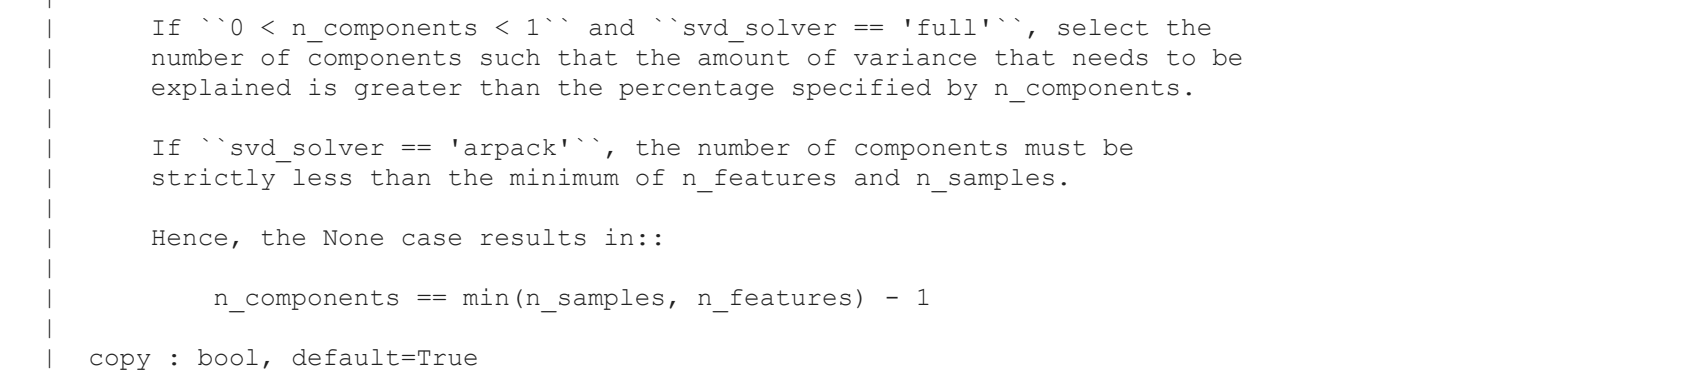 |
|      If ``0 < n_components < 1`` and ``svd_solver == 'full'``, select the
|      number of components such that the amount of variance that needs to be
|      explained is greater than the percentage specified by n_components.
|
|      If ``svd_solver == 'arpack'``, the number of components must be
|      strictly less than the minimum of n_features and n_samples.
|
|      Hence, the None case results in::
|
|          n_components == min(n_samples, n_features) - 1
|
|  copy : bool, default=True